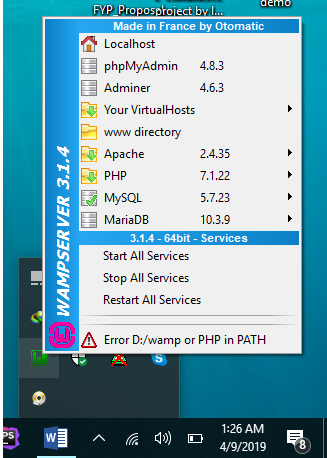 FYP_Proposal
project by I...
demo
Made in France by Otomatic
Localhost
phpMyAdmin 4.8.3
Adminer 4.6.3
Your VirtualHosts
www directory
Apache 2.4.35
PHP 7.1.22
MySQL 5.7.23
MariaDB 10.3.9
3.1.4 - 64bit - Services
Start All Services
Stop All Services
Restart All Services
Error D:/wamp or PHP in PATH
WAMPSERVER 3.1.4
PS
1:26 AM
4/9/2019
8